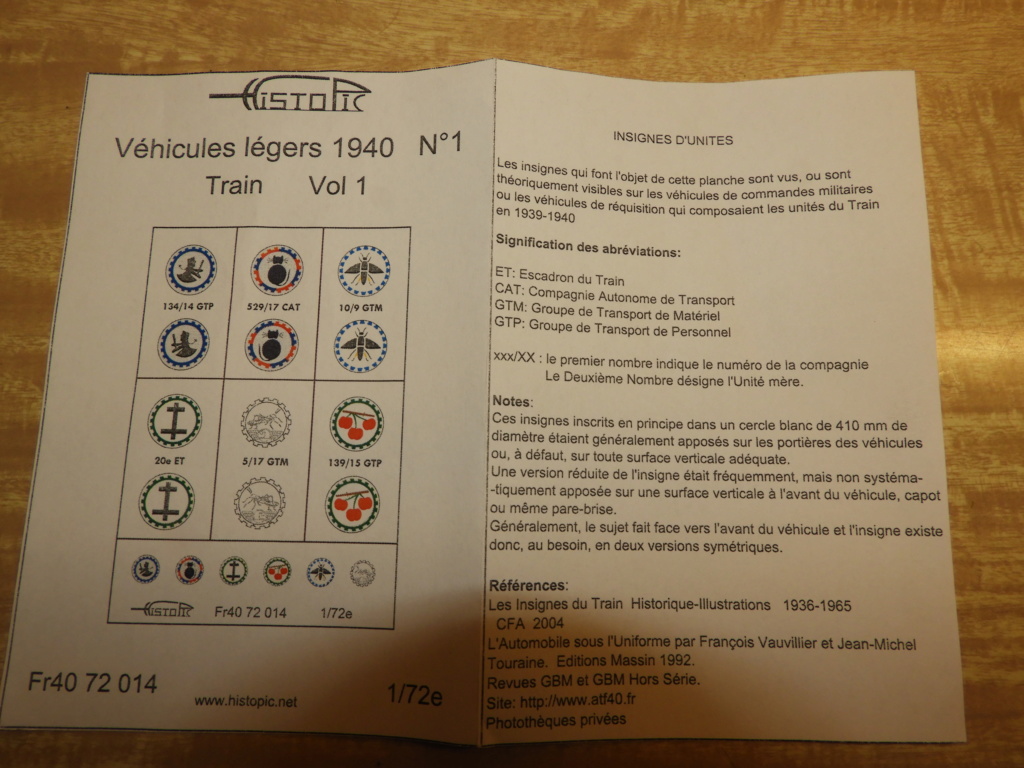 HISTOPIC
Véhicules légers 1940 N°1
Train Vol 1
134/14 GTP 529/17 CAT 10/9 GTM
20e ET 5/17 GTM 139/15 GTP
HISTOPIC Fr40 72 014 1/72e
Fr40 72 014
www.histopic.net
1/72e
INSIGNES D'UNITES
Les insignes qui font l'objet de cette planche sont vus, ou sont
théoriquement visibles sur les véhicules de commandes militaires
ou les véhicules de réquisition qui composaient les unités du Train
en 1939-1940
Signification des abréviations:
ET: Escadron du Train
CAT: Compagnie Autonome de Transport
GTM: Groupe de Transport de Matériel
GTP: Groupe de Transport de Personnel
xxx/XX : le premier nombre indique le numéro de la compagnie
Le Deuxième Nombre désigne l'Unité mère.
Notes:
Ces insignes inscrits en principe dans un cercle blanc de 410 mm de
diamètre étaient généralement apposés sur les portières des véhicules
ou, à défaut, sur toute surface verticale adéquate.
Une version réduite de l'insigne était fréquemment, mais non systéma-
-tiquement apposée sur une surface verticale à l'avant du véhicule, capot
ou même pare-brise.
Généralement, le sujet fait face vers l'avant du véhicule et l'insigne existe
donc, au besoin, en deux versions symétriques.
Références:
Les Insignes du Train Historique-Illustrations 1936-1965
CFA 2004
L'Automobile sous l'Uniforme par François Vauvillier et Jean-Michel
Touraine. Editions Massin 1992.
Revues GBM et GBM Hors Série.
Site: http://www.atf40.fr
Photothèques privées